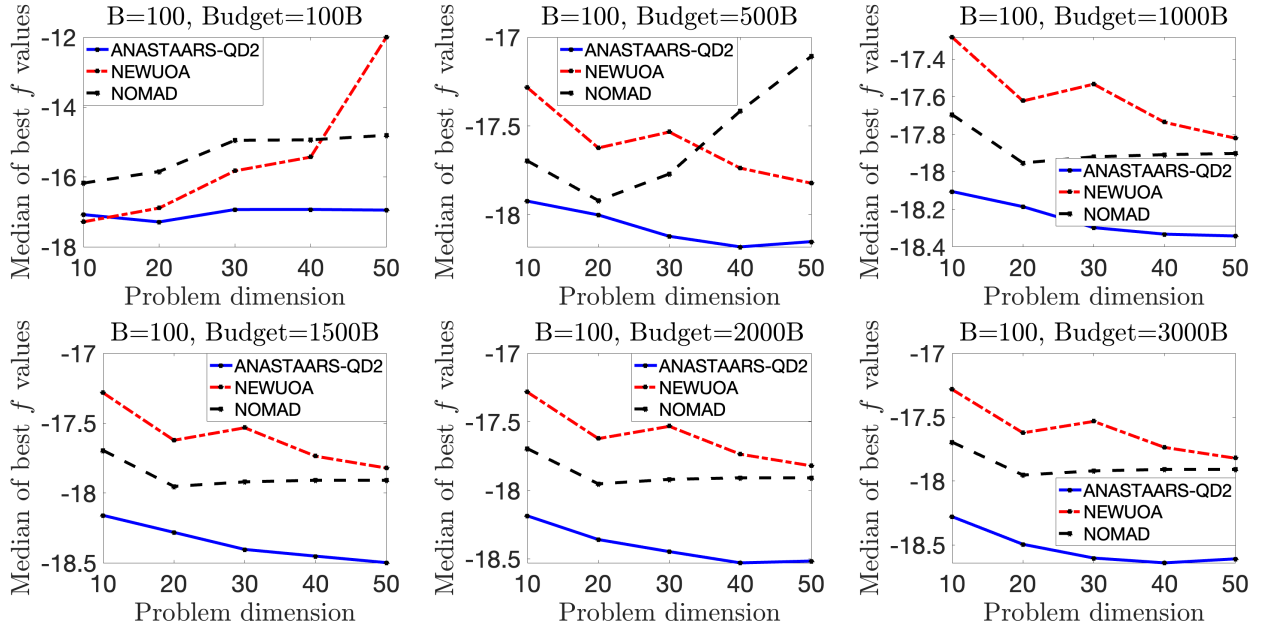 B=100, Budget=100B
Median of best f values
-12
-14
-16
-18
ANASTAARS-QD2
NEWUOA
NOMAD
10 20 30 40 50
Problem dimension
B=100, Budget=500B
Median of best f values
-17
-17.5
-18
ANASTAARS-QD2
NEWUOA
NOMAD
10 20 30 40 50
Problem dimension
B=100, Budget=1000B
Median of best f values
-17.4
-17.6
-17.8
-18
-18.2
-18.4
ANASTAARS-QD2
NEWUOA
NOMAD
10 20 30 40 50
Problem dimension
B=100, Budget=1500B
Median of best f values
-17
-17.5
-18
-18.5
ANASTAARS-QD2
NEWUOA
NOMAD
10 20 30 40 50
Problem dimension
B=100, Budget=2000B
Median of best f values
-17
-17.5
-18
-18.5
ANASTAARS-QD2
NEWUOA
NOMAD
10 20 30 40 50
Problem dimension
B=100, Budget=3000B
Median of best f values
-17
-17.5
-18
-18.5
ANASTAARS-QD2
NEWUOA
NOMAD
10 20 30 40 50
Problem dimension